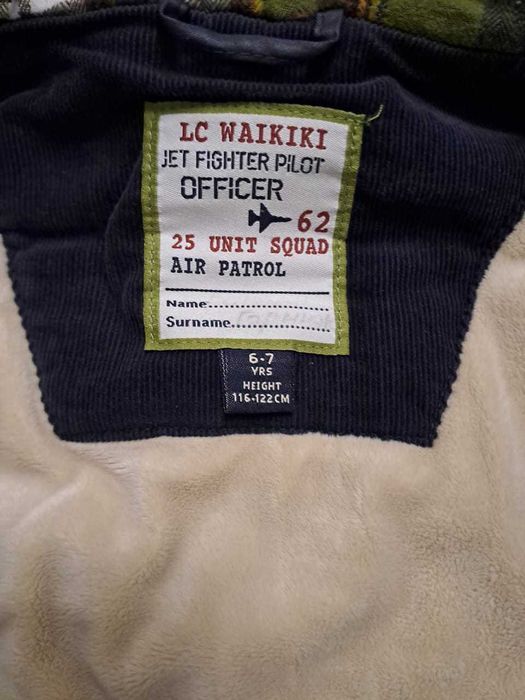 LC WAIKIKI
JET FIGHTER PILOT
OFFICER
62
25 UNIT SQUAD
AIR PATROL
Name....................
Surname....................
6-7
YRS
HEIGHT
116-122CM